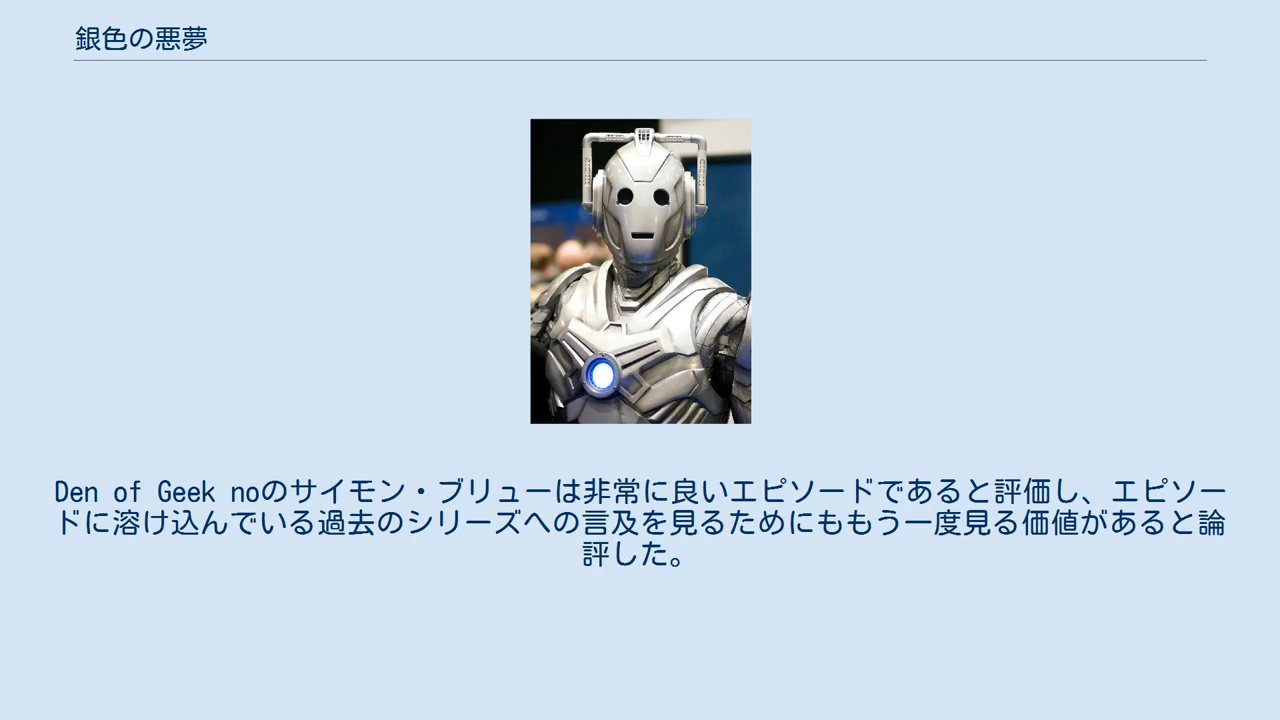 銀色の悪夢
Den of Geek noのサイモン・ブリューは非常に良いエピソードであると評価し、エピソー
ドに溶け込んでいる過去のシリーズへの言及を見るためにももう一度見る価値があると論
評した。